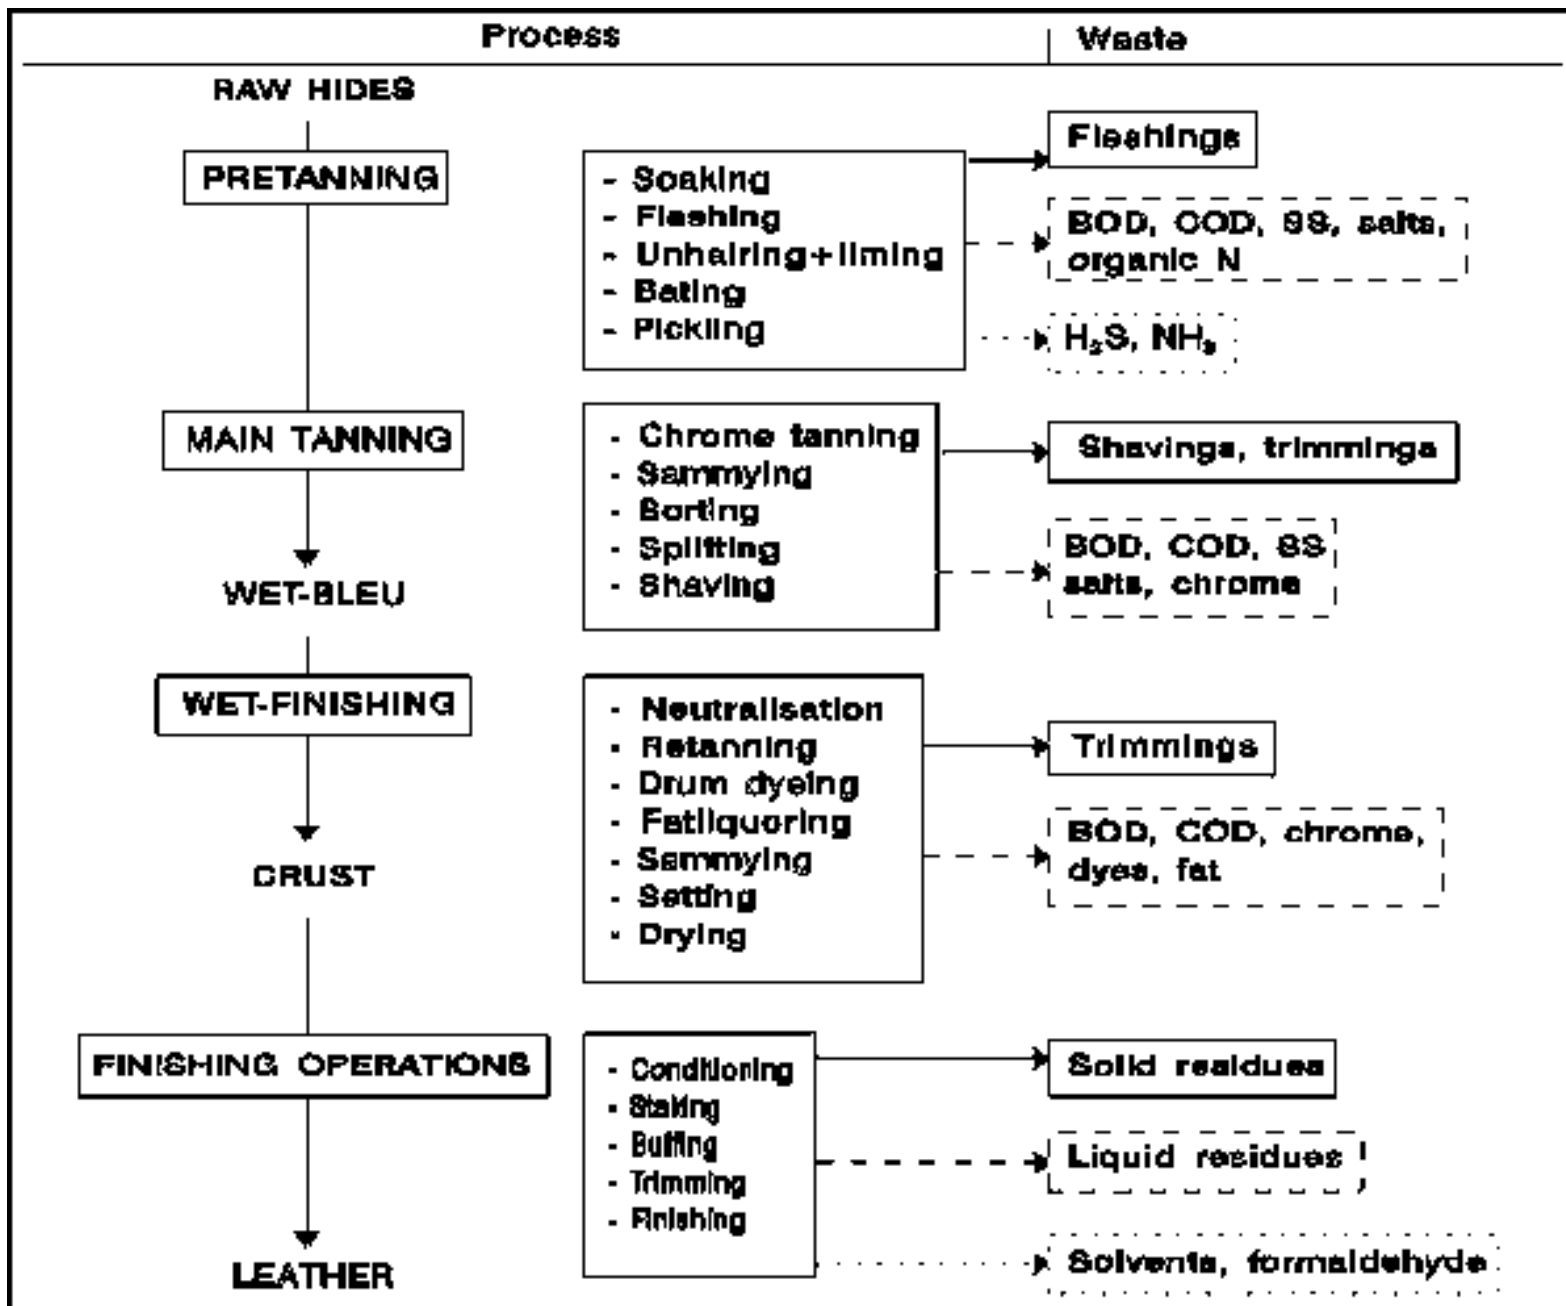 Process
Waste
RAW HIDES
PRETANNING
- Soaking
- Fleshing
- Unhairing+liming
- Bating
- Pickling
Fleshings
BOD, COD, SS, salts,
organic N
H₂S, NH₃
MAIN TANNING
- Chrome tanning
- Sammying
- Sorting
- Splitting
- Shaving
Shavings, trimmings
BOD, COD, SS
salts, chrome
WET-BLEU
WET-FINISHING
- Neutralisation
- Retanning
- Drum dyeing
- Fatliquoring
- Sammying
- Setting
- Drying
Trimmings
BOD, COD, chrome,
dyes, fat
CRUST
FINISHING OPERATIONS
- Conditioning
- Staking
- Buffing
- Trimming
- Finishing
Solid residues
Liquid residues
Solvents, formaldehyde
LEATHER